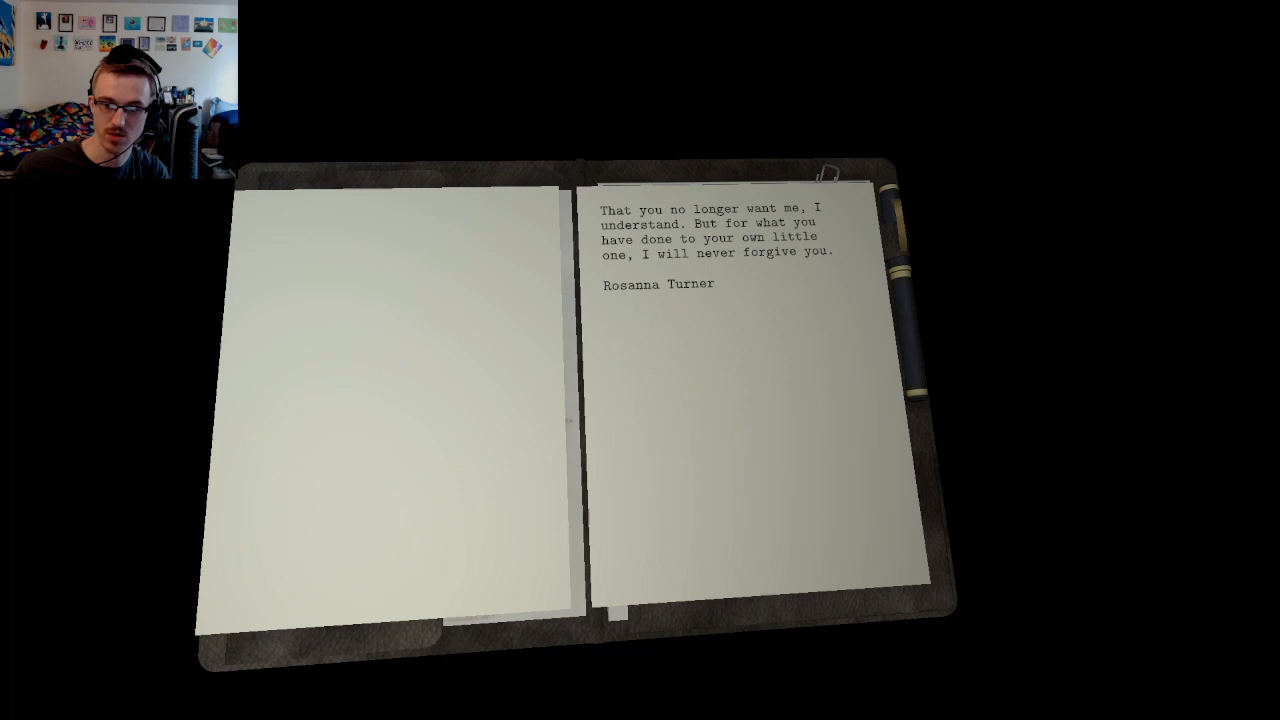 That you no longer want me, I
understand. But for what you
have done to your own little
one, I will never forgive you.
Rosanna Turner